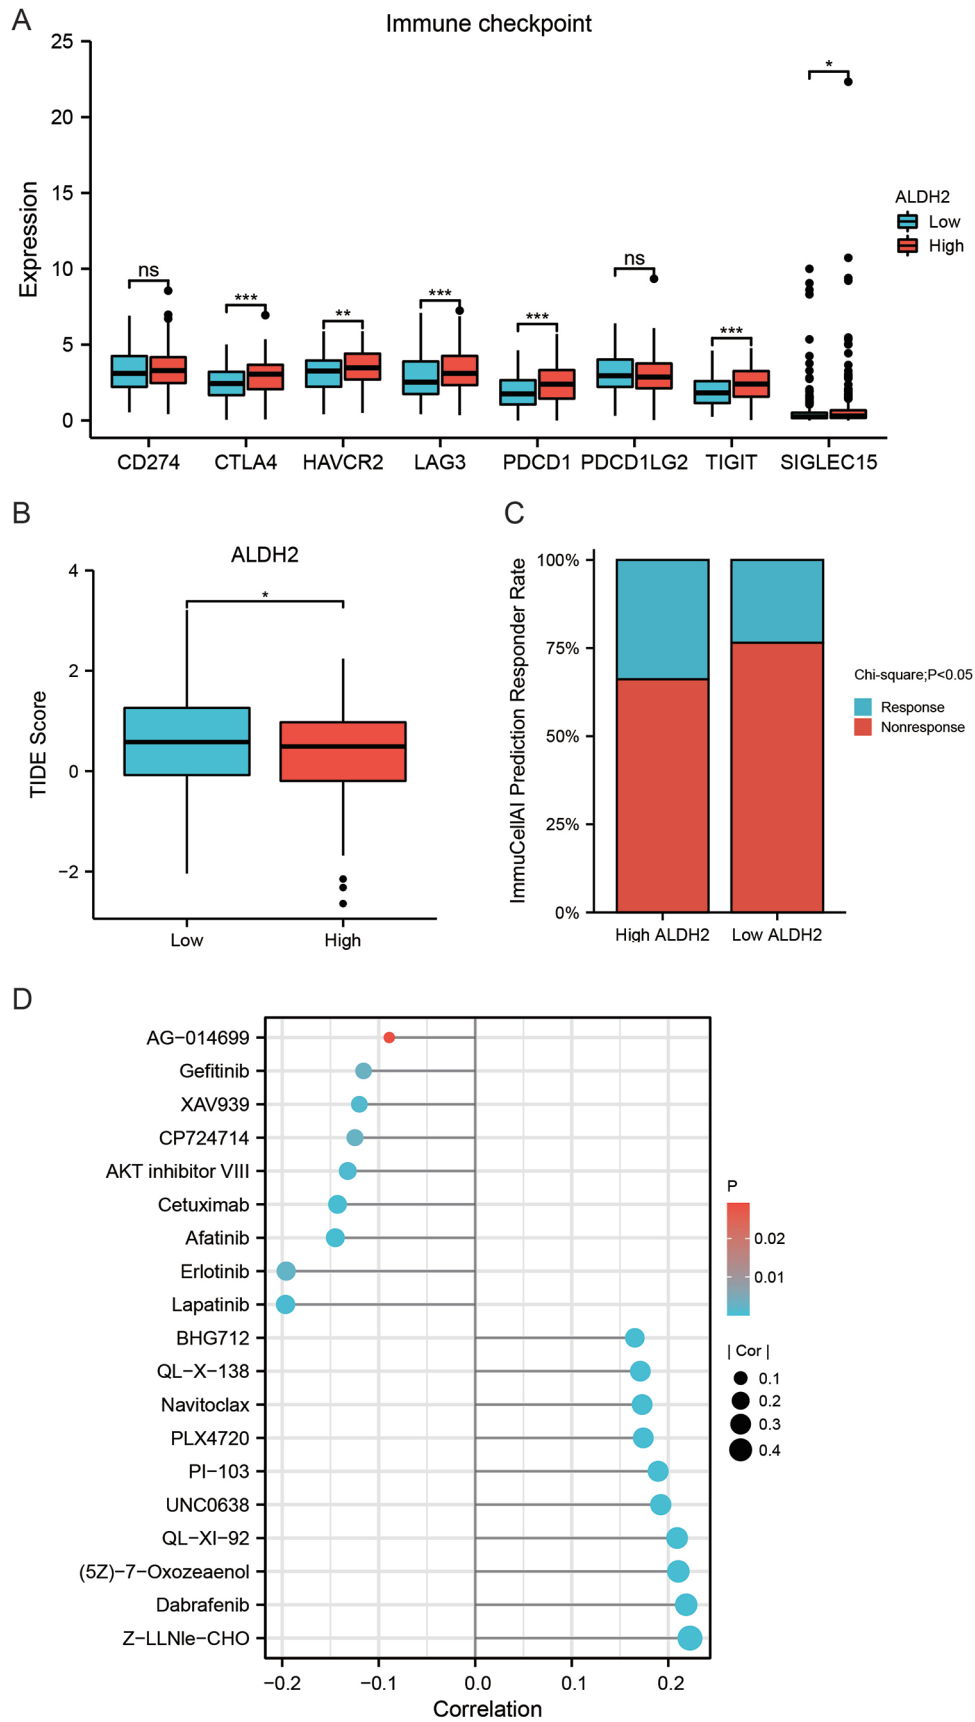 A
Immune checkpoint
Expression
25
20
15
10
5
0
ns
***
**
***
***
ns
***
*
CD274
CTLA4
HAVCR2
LAG3
PDCD1
PDCD1LG2
TIGIT
SIGLEC15
ALDH2
Low
High
B
ALDH2
TIDE Score
4
2
0
−2
*
Low
High
C
ImmuCellAI Prediction Responder Rate
100%
75%
50%
25%
0%
High ALDH2
Low ALDH2
Chi-square;P<0.05
Response
Nonresponse
D
AG−014699
Gefitinib
XAV939
CP724714
AKT inhibitor VIII
Cetuximab
Afatinib
Erlotinib
Lapatinib
BHG712
QL−X−138
Navitoclax
PLX4720
PI−103
UNC0638
QL−XI−92
(5Z)−7−Oxozeaenol
Dabrafenib
Z−LLNle−CHO
−0.2
−0.1
0.0
0.1
0.2
Correlation
P
0.02
0.01
| Cor |
0.1
0.2
0.3
0.4